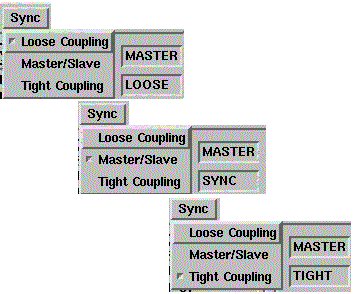 Sync
Loose Coupling
MASTER
Master/Slave
Tight Coupling
LOOSE
Sync
Loose Coupling
MASTER
Master/Slave
Tight Coupling
SYNC
Sync
Loose Coupling
MASTER
Master/Slave
Tight Coupling
TIGHT